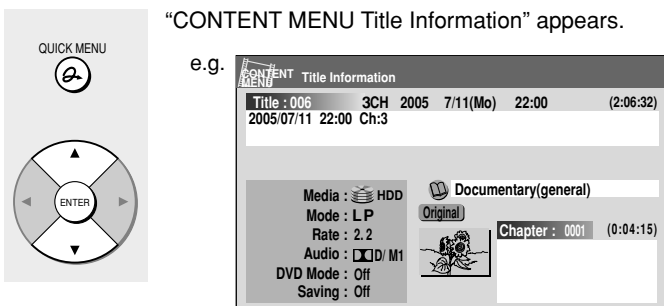 "CONTENT MENU Title Information" appears.
QUICK MENU
e.g.
CONTENT MENU Title Information
Title : 006 3CH 2005 7/11(Mo) 22:00 (2:06:32)
2005/07/11 22:00 Ch:3
ENTER
Media : HDD
Documentary(general)
Mode : LP
Original
Rate : 2.2
Chapter : 0001 (0:04:15)
Audio : D/M1
DVD Mode : Off
Saving : Off